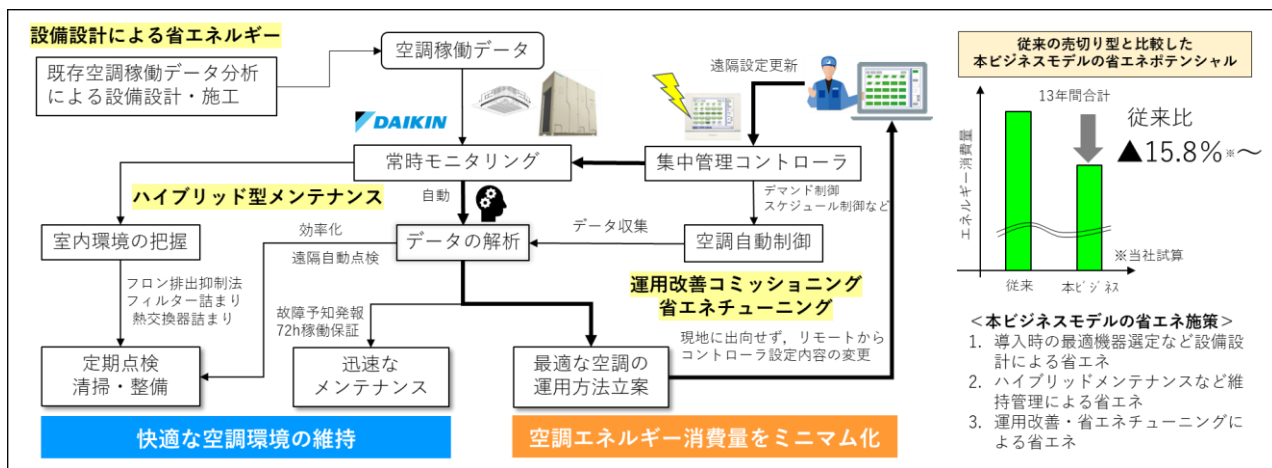 設備設計による省エネルギー
既存空調稼働データ分析
による設備設計・施工
空調稼働データ
DAIKIN
遠隔設定更新
常時モニタリング
集中管理コントローラ
ハイブリッド型メンテナンス
自動
デマンド制御
スケジュール制御など
室内環境の把握
効率化
遠隔自動点検
データの解析
データ収集
空調自動制御
フロン排出抑制法
フィルター詰まり
熱交換器詰まり
故障予知発報
72h稼働保証
運用改善コミッショニング
省エネチューニング
現地に出向せず，リモートから
コントローラ設定内容の変更
定期点検
清掃・整備
迅速な
メンテナンス
最適な空調の
運用方法立案
快適な空調環境の維持
空調エネルギー消費量をミニマム化
従来の売切り型と比較した
本ビジネスモデルの省エネポテンシャル
13年間合計
従来比
▲15.8%※～
エネルギー消費量
※当社試算
従来
本ビジネス
＜本ビジネスモデルの省エネ施策＞
1. 導入時の最適機器選定など設備設
計による省エネ
2. ハイブリッドメンテナンスなど維
持管理による省エネ
3. 運用改善・省エネチューニングに
よる省エネ